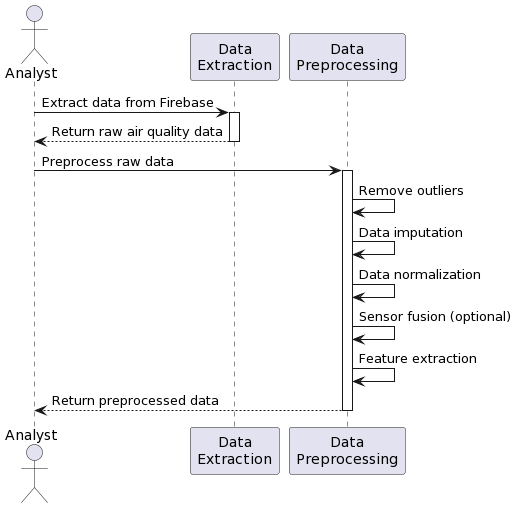 Analyst
Data
Extraction
Data
Preprocessing
Extract data from Firebase
Return raw air quality data
Preprocess raw data
Remove outliers
Data imputation
Data normalization
Sensor fusion (optional)
Feature extraction
Return preprocessed data
Analyst
Data
Extraction
Data
Preprocessing